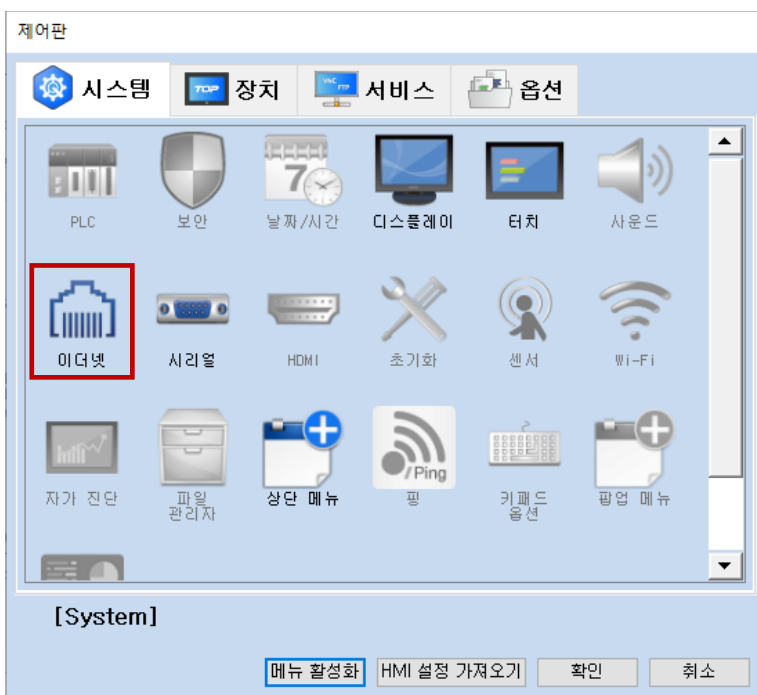 제어판
시스템 TOP 장치 VNC FTP 서비스 옵션
PLC 보안 날짜/시간 디스플레이 터치 사운드
이더넷 시리얼 HDMI 초기화 센서 Wi-Fi
/Ping
자가 진단 파일 관리자 상단 메뉴 핑 키패드 옵션 팝업 메뉴
[System]
메뉴 활성화 HMI 설정 가져오기 확인 취소